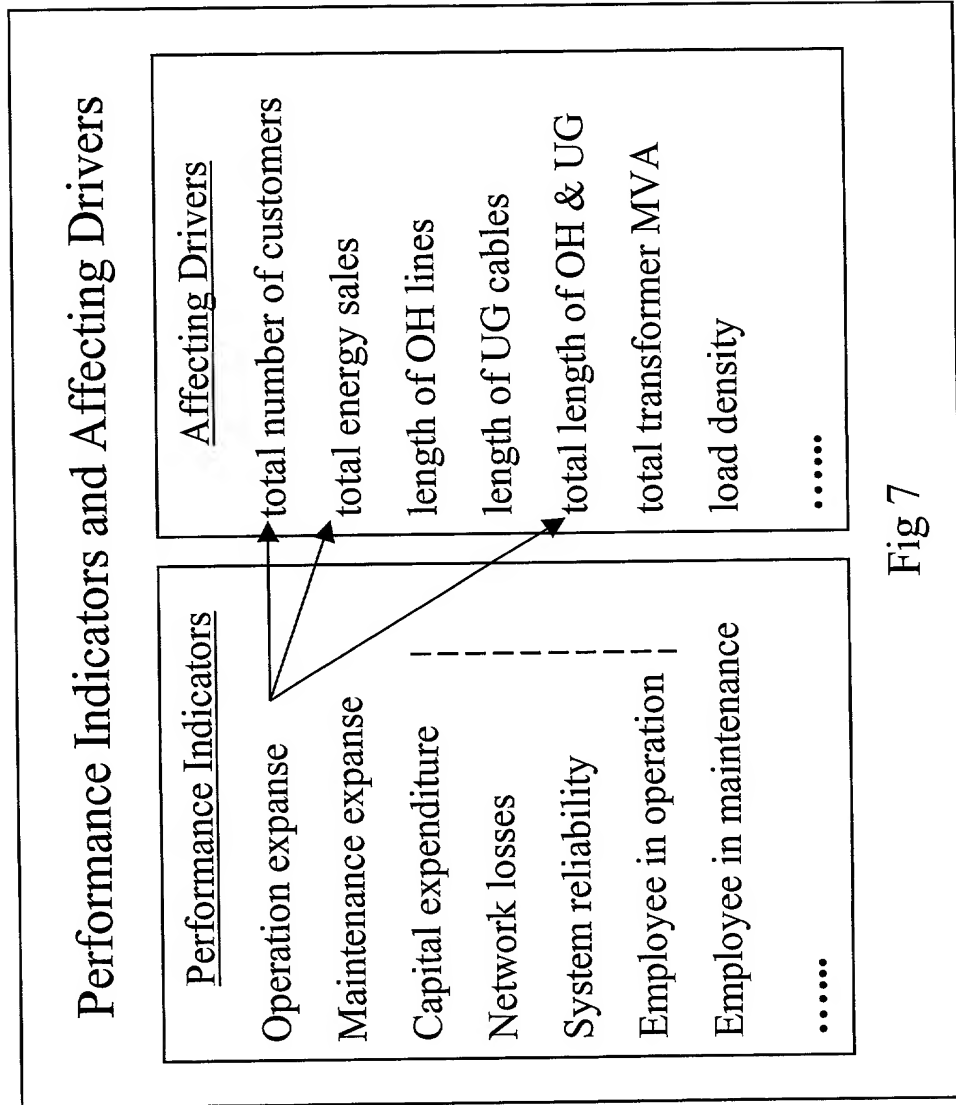 Performance Indicators and Affecting Drivers
Performance Indicators
Operation expanse
Maintenance expanse
Capital expenditure
Network losses
System reliability
Employee in operation
Employee in maintenance
......
Affecting Drivers
total number of customers
total energy sales
length of OH lines
length of UG cables
total length of OH & UG
total transformer MVA
load density
......
Fig 7